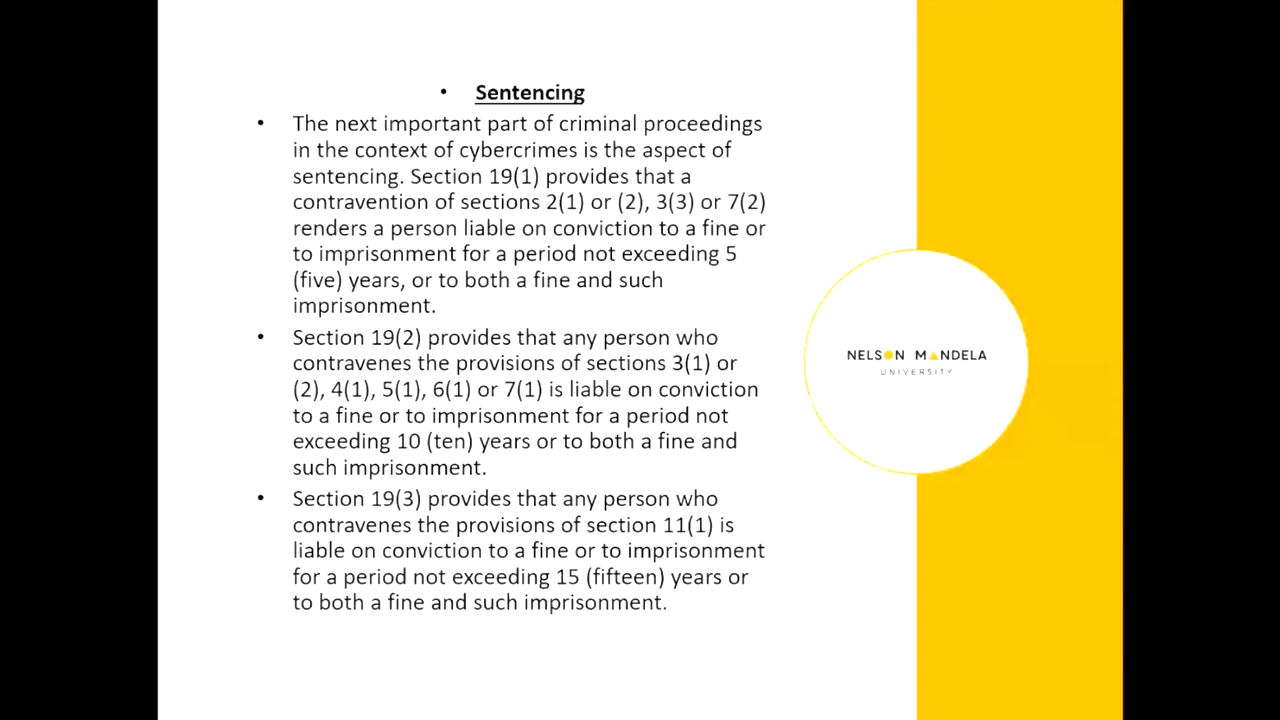 • Sentencing
• The next important part of criminal proceedings
in the context of cybercrimes is the aspect of
sentencing. Section 19(1) provides that a
contravention of sections 2(1) or (2), 3(3) or 7(2)
renders a person liable on conviction to a fine or
to imprisonment for a period not exceeding 5
(five) years, or to both a fine and such
imprisonment.
• Section 19(2) provides that any person who
contravenes the provisions of sections 3(1) or
(2), 4(1), 5(1), 6(1) or 7(1) is liable on conviction
to a fine or to imprisonment for a period not
exceeding 10 (ten) years or to both a fine and
such imprisonment.
• Section 19(3) provides that any person who
contravenes the provisions of section 11(1) is
liable on conviction to a fine or to imprisonment
for a period not exceeding 15 (fifteen) years or
to both a fine and such imprisonment.
NELSON MANDELA
UNIVERSITY